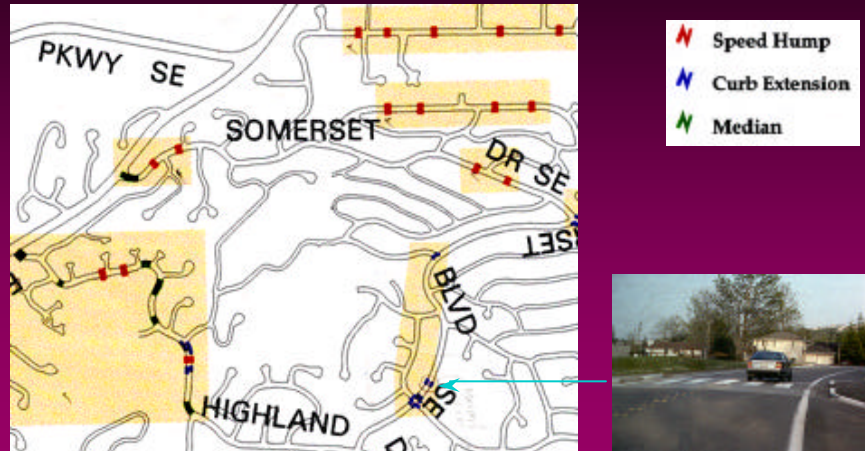 PKWY SE
SOMERSET
DR SE
SET
BLVD
SE
HIGHLAND
D
Speed Hump
Curb Extension
Median